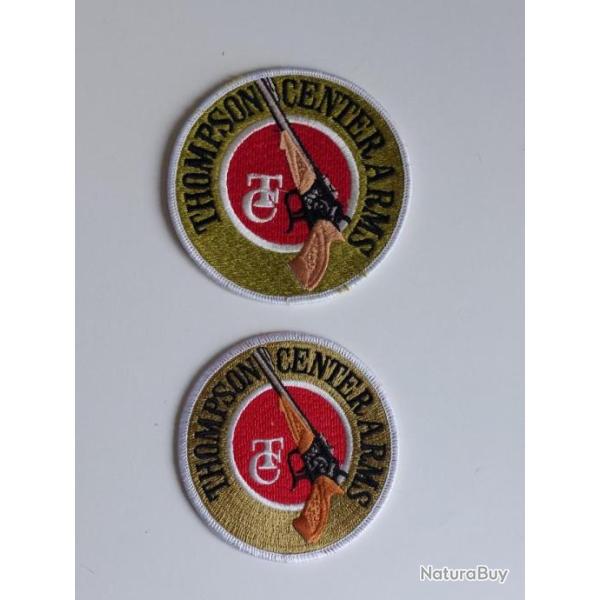 THOMPSON CENTER ARMS
TC
THOMPSON CENTER ARMS
TC
NaturaBuy